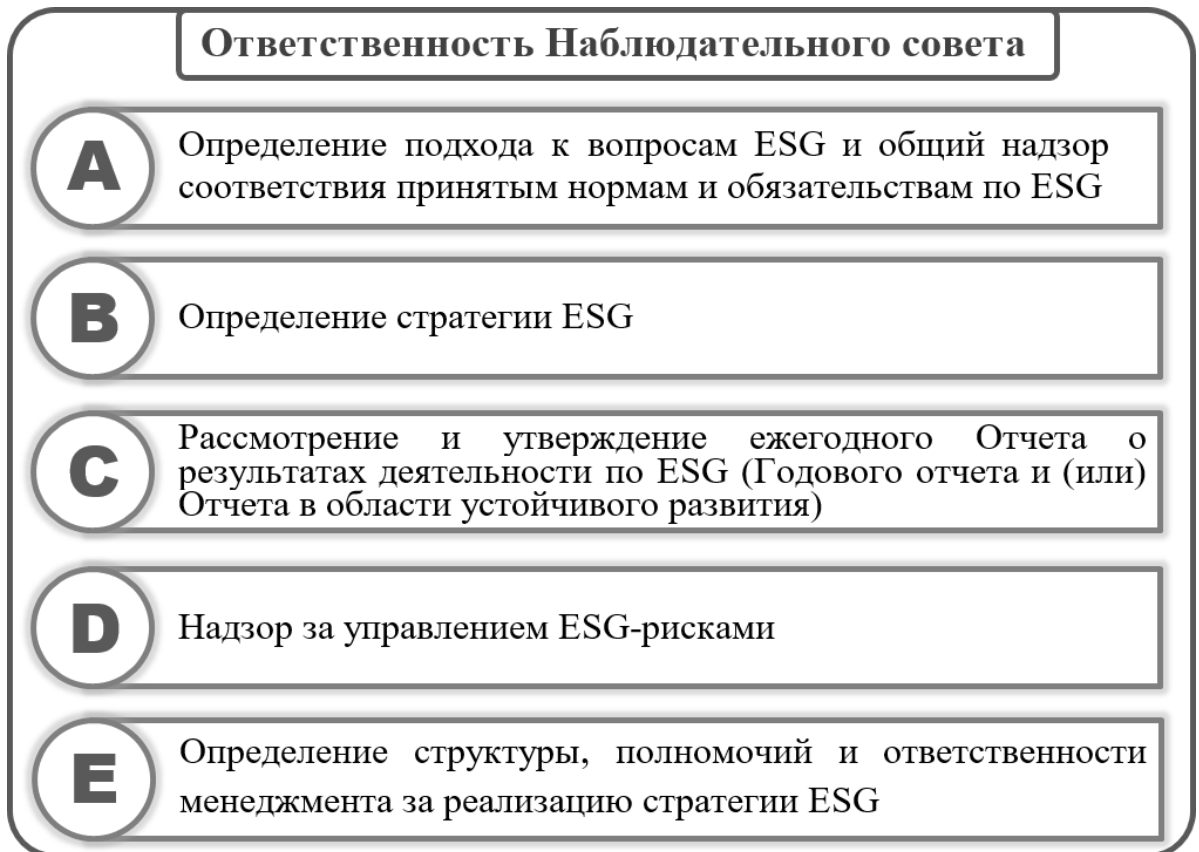 Ответственность Наблюдательного совета
A
Определение подхода к вопросам ESG и общий надзор
соответствия принятым нормам и обязательствам по ESG
B
Определение стратегии ESG
C
Рассмотрение и утверждение ежегодного Отчета о
результатах деятельности по ESG (Годового отчета и (или)
Отчета в области устойчивого развития)
D
Надзор за управлением ESG-рисками
E
Определение структуры, полномочий и ответственности
менеджмента за реализацию стратегии ESG